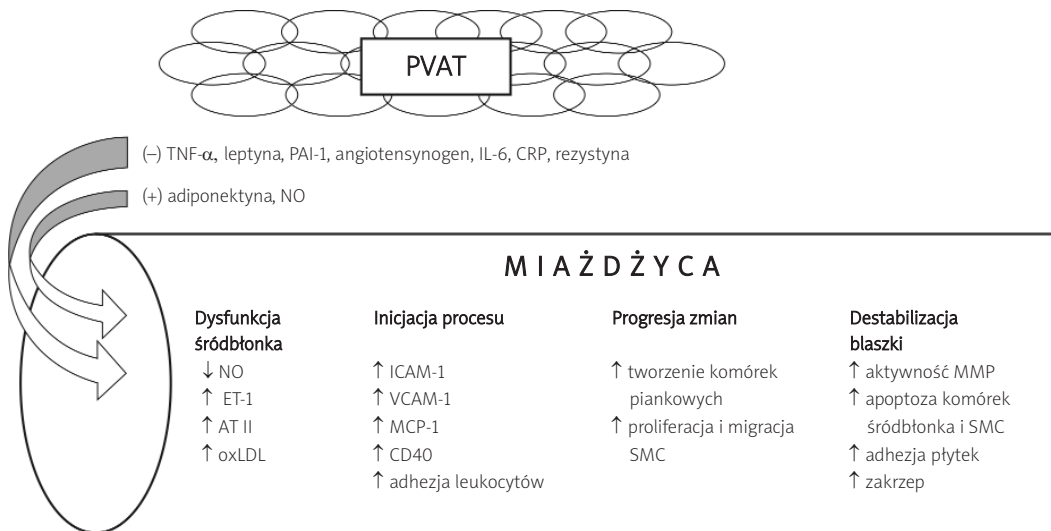 PVAT
(–) TNF-α, leptyna, PAI-1, angiotensynogen, IL-6, CRP, rezystyna
(+) adiponektyna, NO
MIAŻDŻYCA
Dysfunkcja
śródbłonka
↓ NO
↑ ET-1
↑ AT II
↑ oxLDL
Inicjacja procesu
↑ ICAM-1
↑ VCAM-1
↑ MCP-1
↑ CD40
↑ adhezja leukocytów
Progresja zmian
↑ tworzenie komórek
piankowych
↑ proliferacja i migracja
SMC
Destabilizacja
blaszki
↑ aktywność MMP
↑ apoptoza komórek
śródbłonka i SMC
↑ adhezja płytek
↑ zakrzep